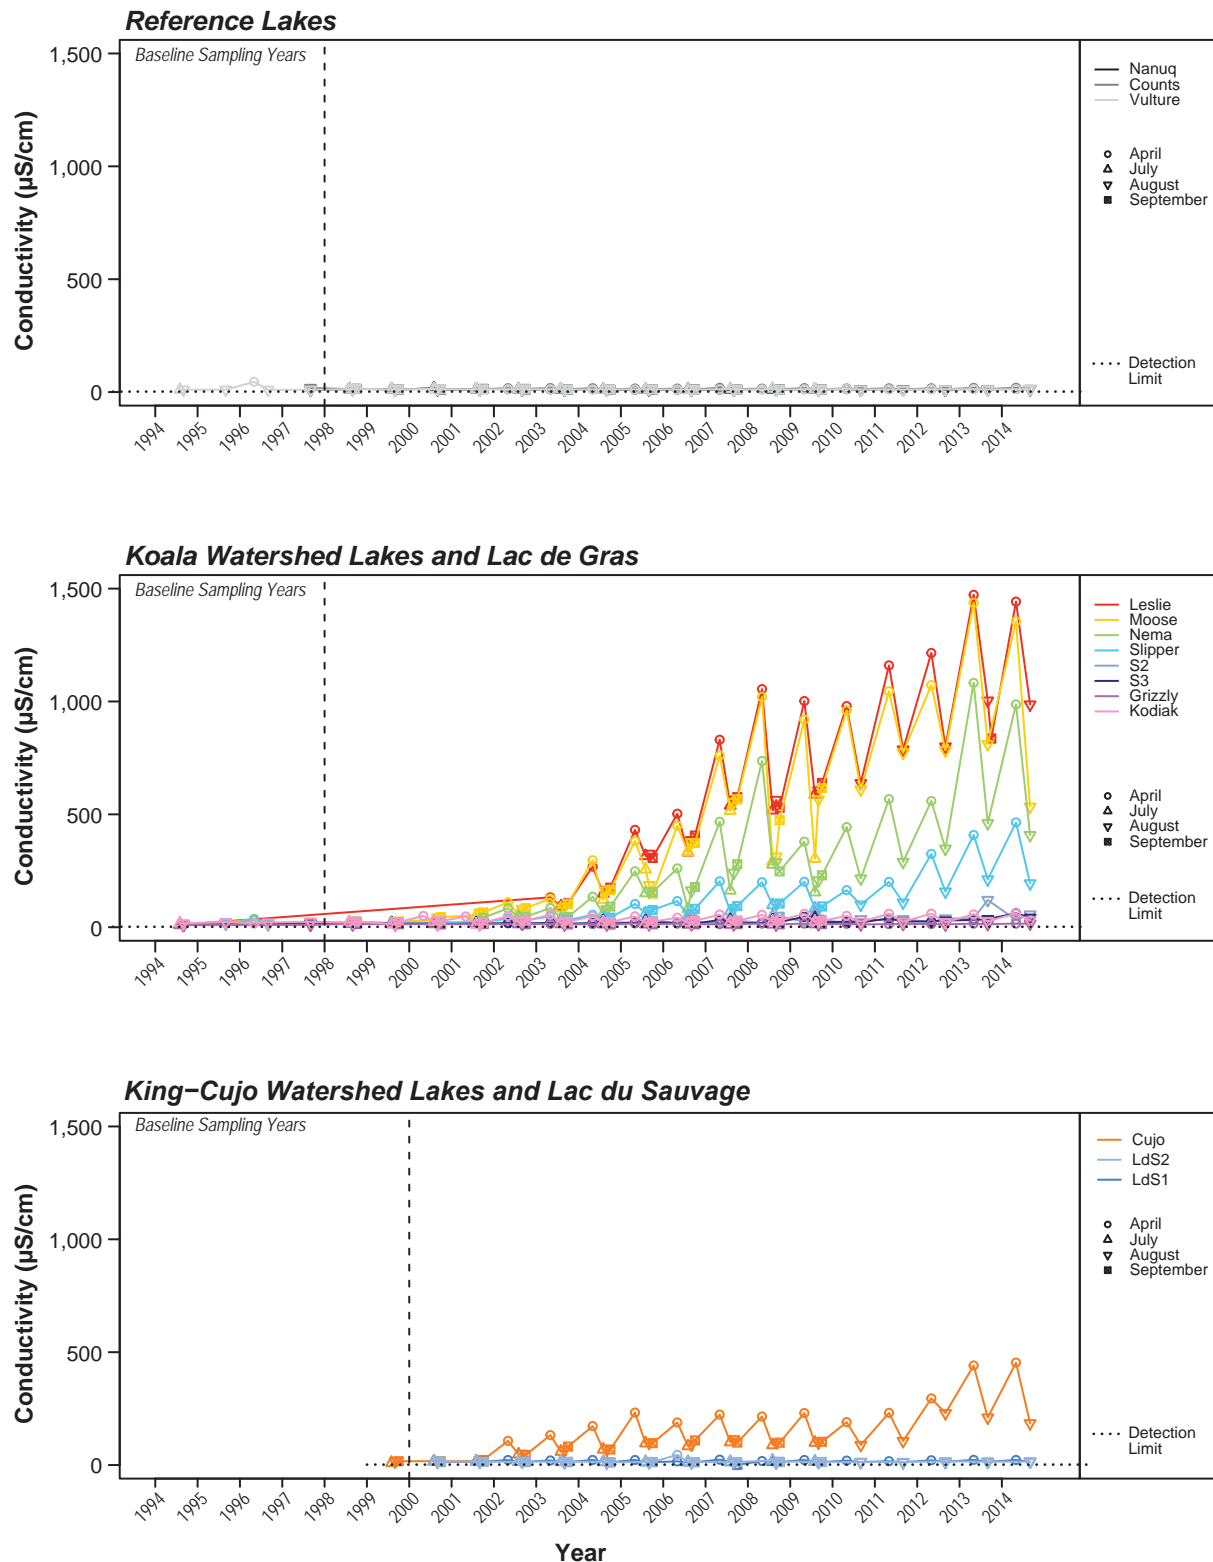 Reference Lakes
Baseline Sampling Years
Conductivity (µS/cm)
1,500
1,000
500
0
1994 1995 1996 1997 1998 1999 2000 2001 2002 2003 2004 2005 2006 2007 2008 2009 2010 2011 2012 2013 2014
Nanuq
Counts
Vulture
April
July
August
September
Detection
Limit
Koala Watershed Lakes and Lac de Gras
Baseline Sampling Years
Conductivity (µS/cm)
1,500
1,000
500
0
1994 1995 1996 1997 1998 1999 2000 2001 2002 2003 2004 2005 2006 2007 2008 2009 2010 2011 2012 2013 2014
Leslie
Moose
Nema
Slipper
S2
S3
Grizzly
Kodiak
April
July
August
September
Detection
Limit
King−Cujo Watershed Lakes and Lac du Sauvage
Baseline Sampling Years
Conductivity (µS/cm)
1,500
1,000
500
0
1994 1995 1996 1997 1998 1999 2000 2001 2002 2003 2004 2005 2006 2007 2008 2009 2010 2011 2012 2013 2014
Cujo
LdS2
LdS1
April
July
August
September
Detection
Limit
Year